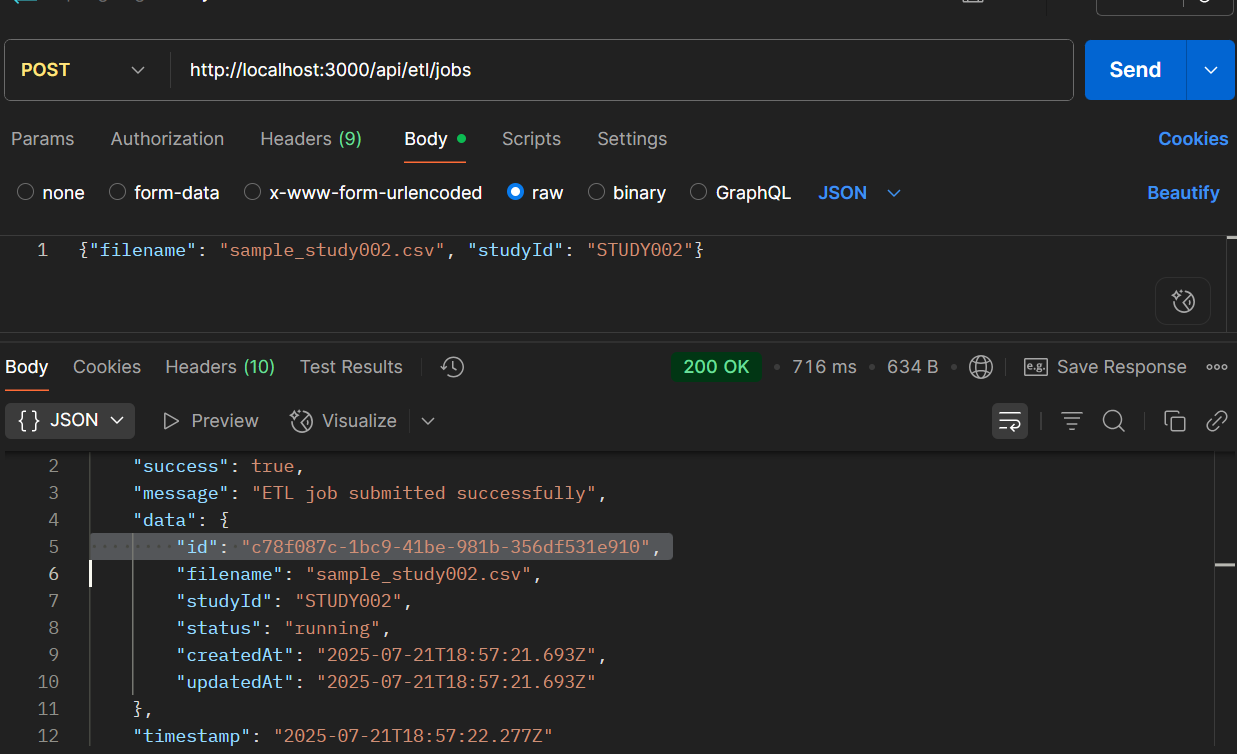 POST http://localhost:3000/api/etl/jobs Send
Params Authorization Headers (9) Body Scripts Settings Cookies
none form-data x-www-form-urlencoded raw binary GraphQL JSON Beautify
1 {"filename": "sample_study002.csv", "studyId": "STUDY002"}
Body Cookies Headers (10) Test Results 200 OK 716 ms 634 B e.g. Save Response
{} JSON Preview Visualize
2 "success": true,
3 "message": "ETL job submitted successfully",
4 "data": {
5 "id": "c78f087c-1bc9-41be-981b-356df531e910",
6 "filename": "sample_study002.csv",
7 "studyId": "STUDY002",
8 "status": "running",
9 "createdAt": "2025-07-21T18:57:21.693Z",
10 "updatedAt": "2025-07-21T18:57:21.693Z"
11 },
12 "timestamp": "2025-07-21T18:57:22.277Z"